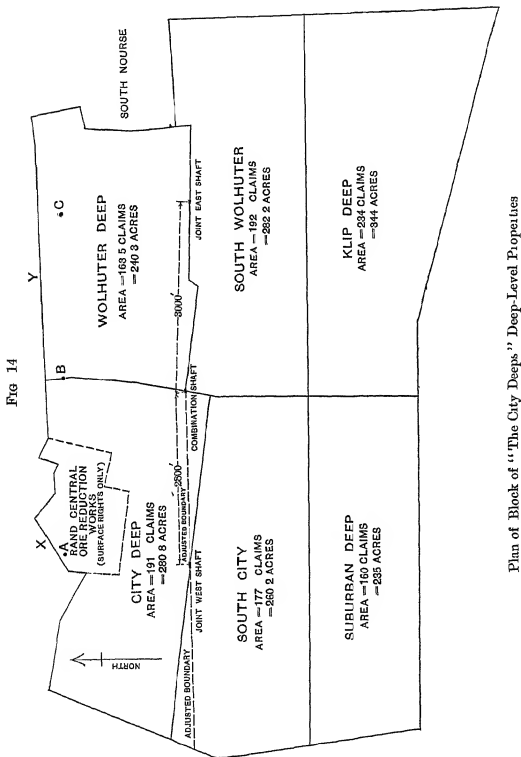 Fig 14
SOUTH NOURSE
Y
C
WOLHUTER DEEP
AREA =163 5 CLAIMS
=240 3 ACRES
B
X
A
RAND CENTRAL
ORE REDUCTION
WORKS
(SURFACE RIGHTS ONLY)
CITY DEEP
AREA =191 CLAIMS
=280 8 ACRES
NORTH
3000'
2800'
ADJUSTED BOUNDARY
ADJUSTED BOUNDARY
JOINT WEST SHAFT
COMBINATION SHAFT
JOINT EAST SHAFT
SOUTH CITY
AREA =177 CLAIMS
=260 2 ACRES
SOUTH WOLHUTER
AREA =192 CLAIMS
=282 2 ACRES
SUBURBAN DEEP
AREA =160 CLAIMS
=235 ACRES
KLIP DEEP
AREA =234 CLAIMS
=344 ACRES
Plan of Block of "The City Deeps" Deep-Level Properties